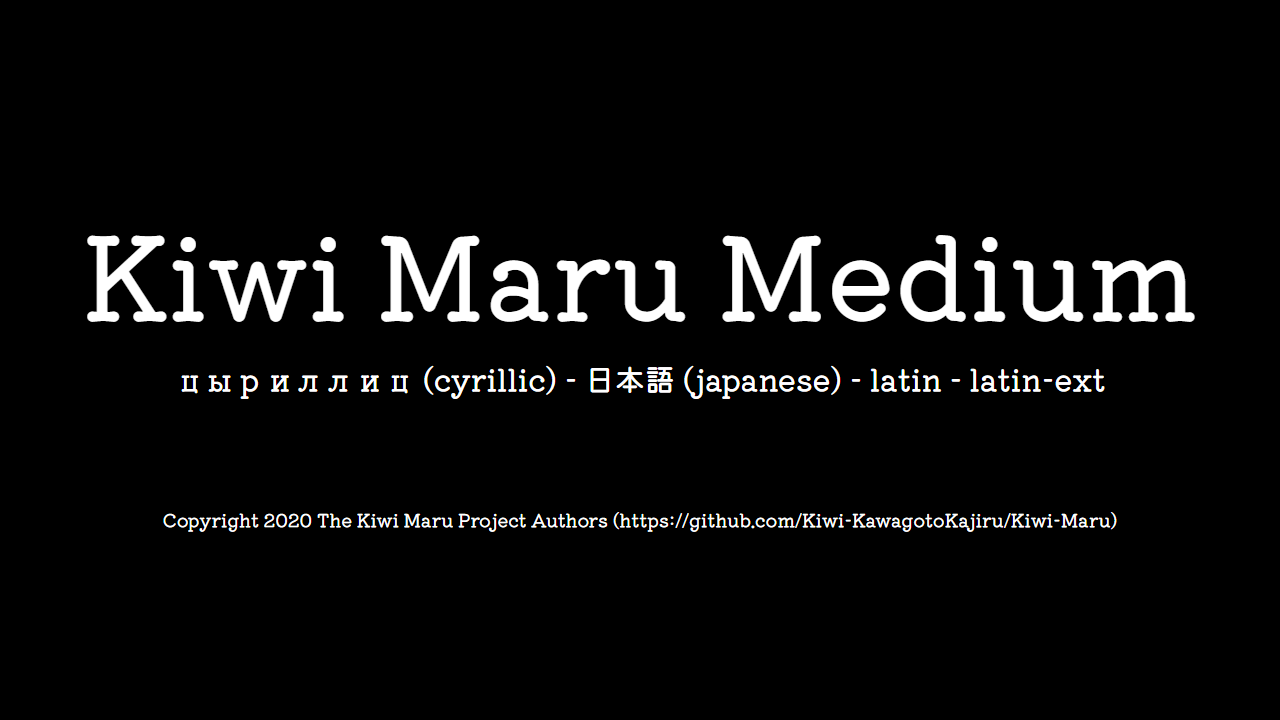 Kiwi Maru Medium
цыриллиц (cyrillic) - 日本語 (japanese) - latin - latin-ext
Copyright 2020 The Kiwi Maru Project Authors (https://github.com/Kiwi-KawagotoKajiru/Kiwi-Maru)